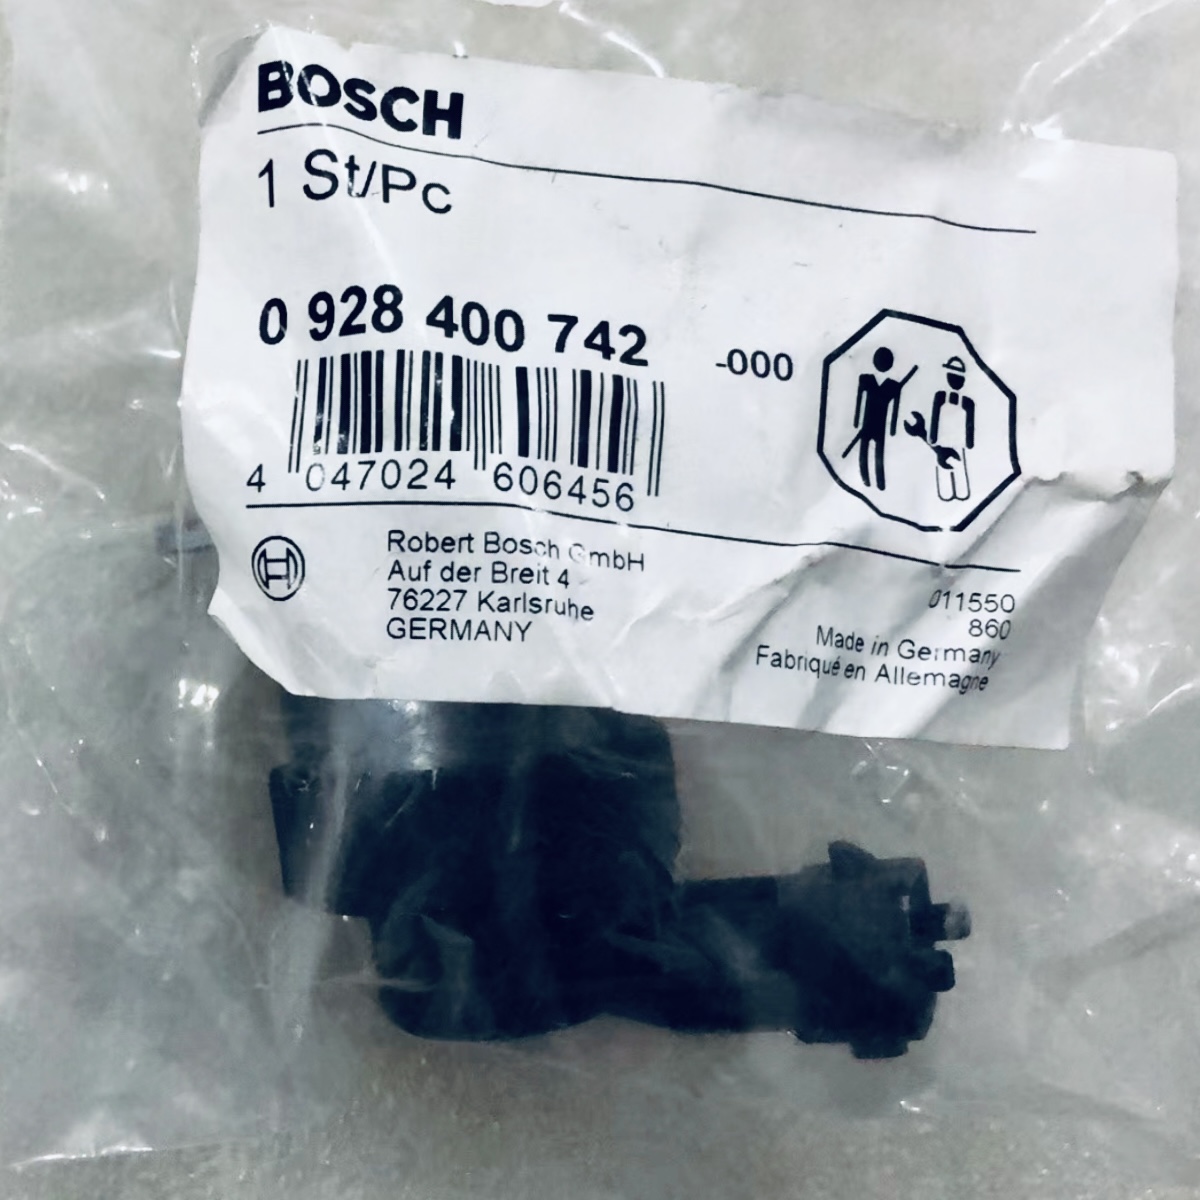 BOSCH
1 St/Pc
0 928 400 742 -000
4 047024 606456
Robert Bosch GmbH
Auf der Breit 4
76227 Karlsruhe
GERMANY
011550
860
Made in Germany
Fabriqué en Allemagne